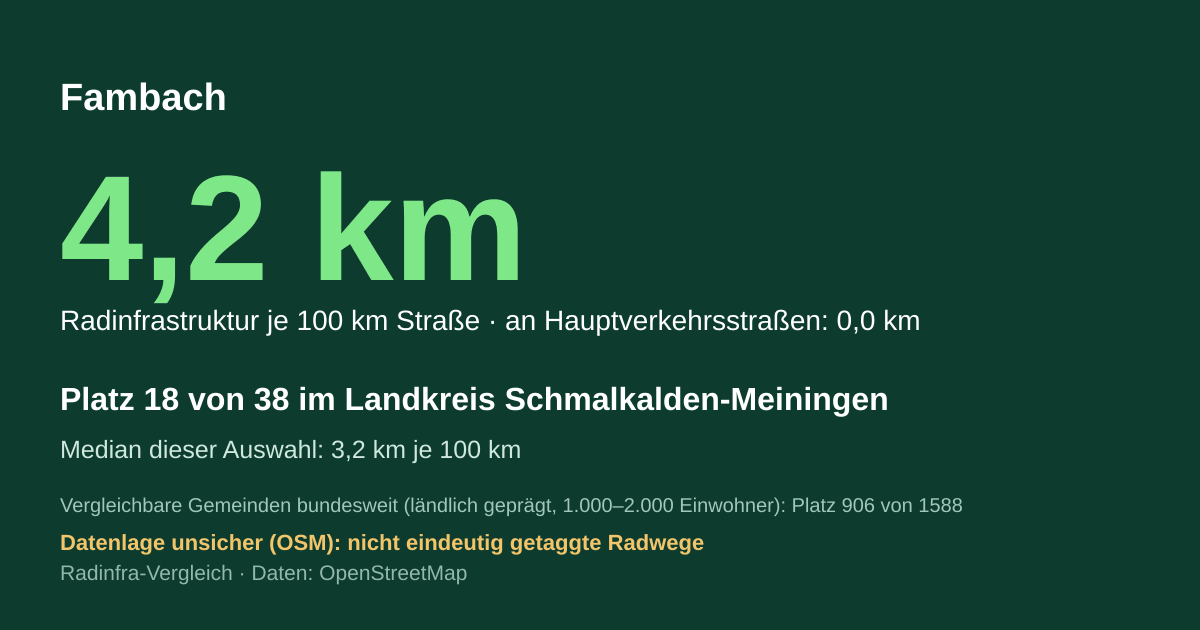 Fambach
4,2 km
Radinfrastruktur je 100 km Straße · an Hauptverkehrsstraßen: 0,0 km
Platz 18 von 38 im Landkreis Schmalkalden-Meiningen
Median dieser Auswahl: 3,2 km je 100 km
Vergleichbare Gemeinden bundesweit (ländlich geprägt, 1.000–2.000 Einwohner): Platz 906 von 1588
Datenlage unsicher (OSM): nicht eindeutig getaggte Radwege
Radinfra-Vergleich · Daten: OpenStreetMap